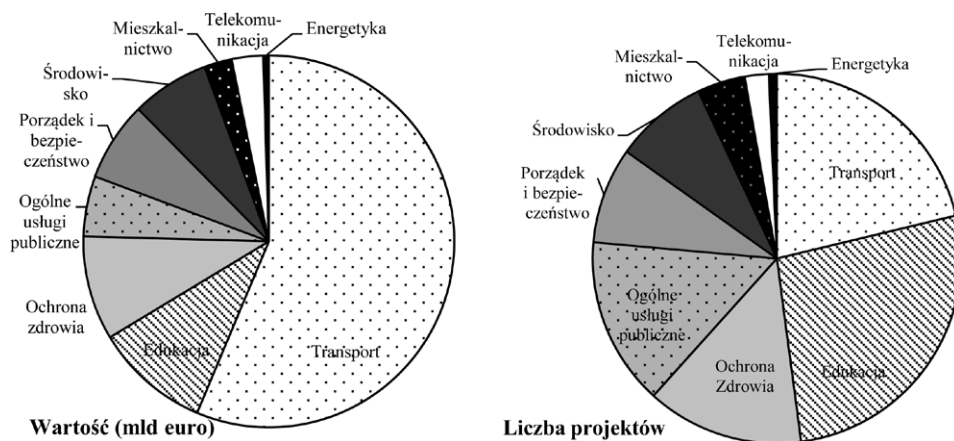 Telekomu-
nikacja
Mieszkal-
nictwo
Energetyka
Środowi-
sko
Porządek i
bezpie-
czeństwo
Ogólne
usługi
publiczne
Ochrona
zdrowia
Edukacja
Transport
Wartość (mld euro)
Telekomu-
nikacja
Mieszkal-
nictwo
Energetyka
Środowisko
Porządek
i bezpie-
czeństwo
Ogólne
usługi
publiczne
Ochrona
Zdrowia
Edukacja
Transport
Liczba projektów